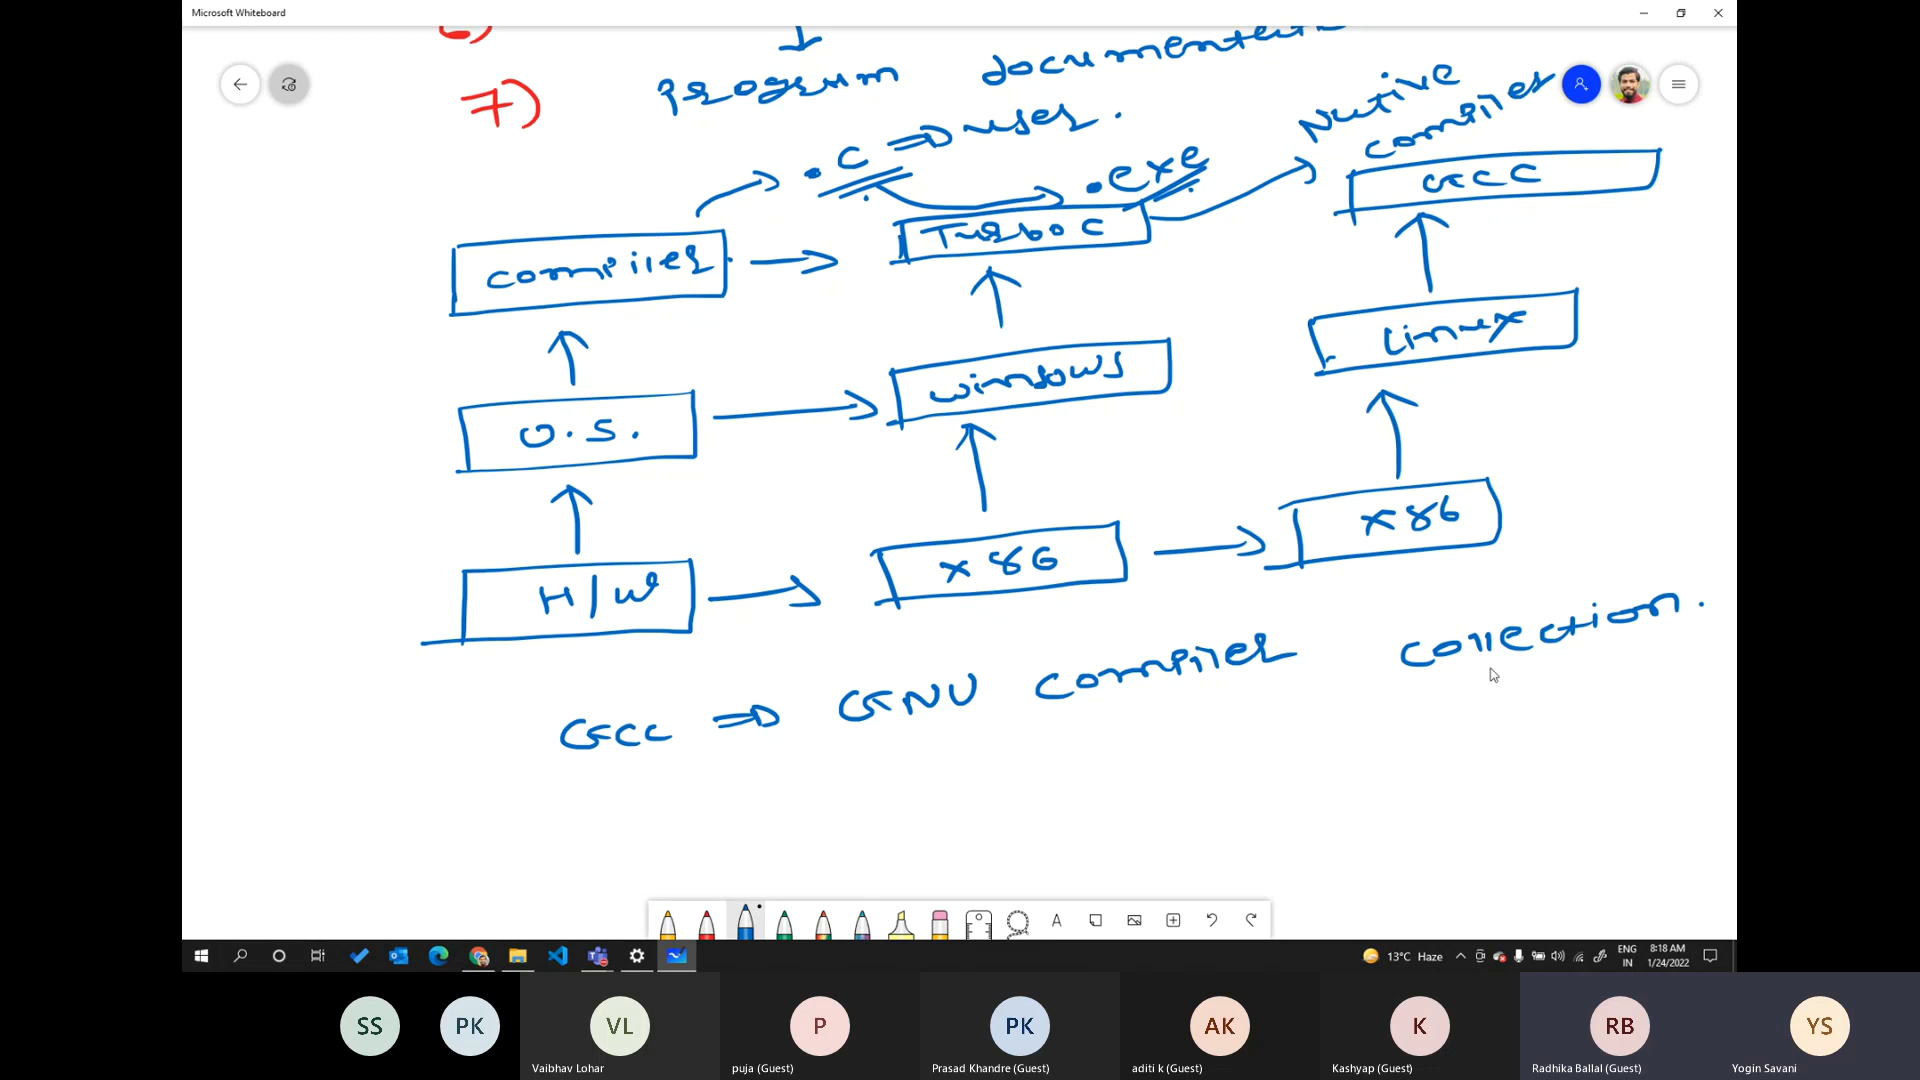 Microsoft Whiteboard
7)
Program
.c ⇒ user.
.exe
Native
compiler
GCC
Turbo C
compiler
Linux
windows
O.S.
x86
x86
H/W
GCC ⇒ GNU compiler collection.
A
13°C Haze
ENG
IN
8:18 AM
1/24/2022
SS
PK
VL
P
PK
AK
K
RB
YS
Vaibhav Lohar
puja (Guest)
Prasad Khandre (Guest)
aditi k (Guest)
Kashyap (Guest)
Radhika Ballal (Guest)
Yogin Savani